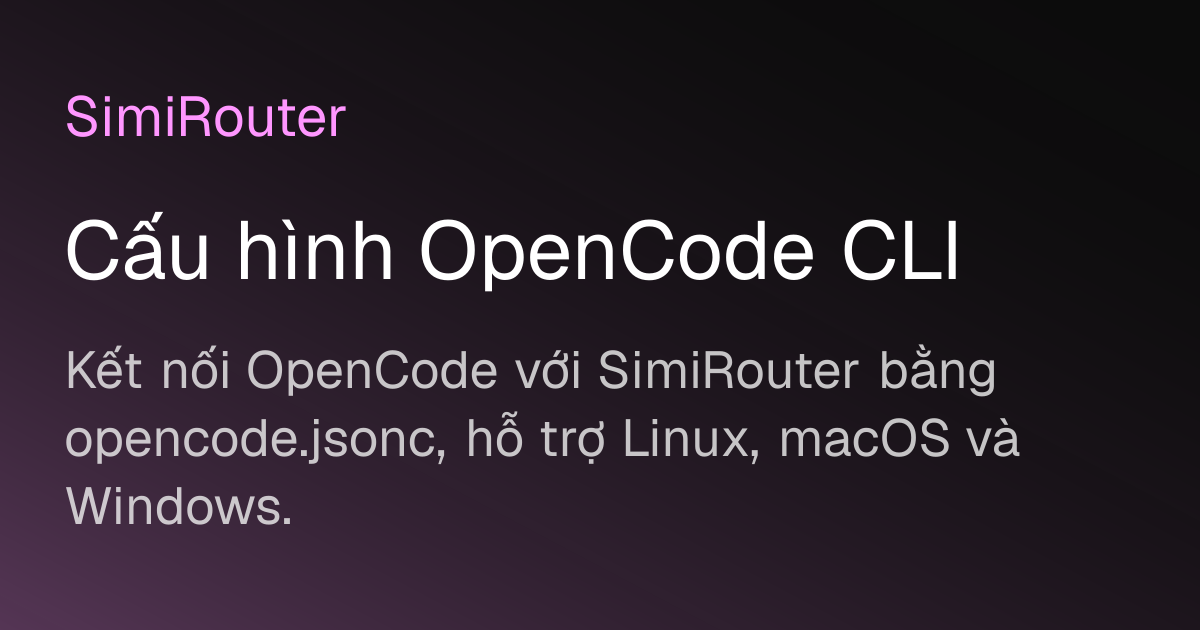 SimiRouter
Cấu hình OpenCode CLI
Kết nối OpenCode với SimiRouter bằng
opencode.jsonc, hỗ trợ Linux, macOS và
Windows.